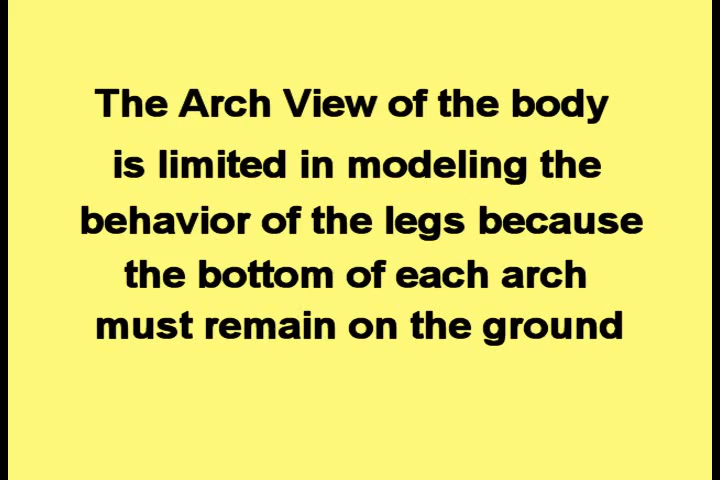 The Arch View of the body
is limited in modeling the
behavior of the legs because
the bottom of each arch
must remain on the ground